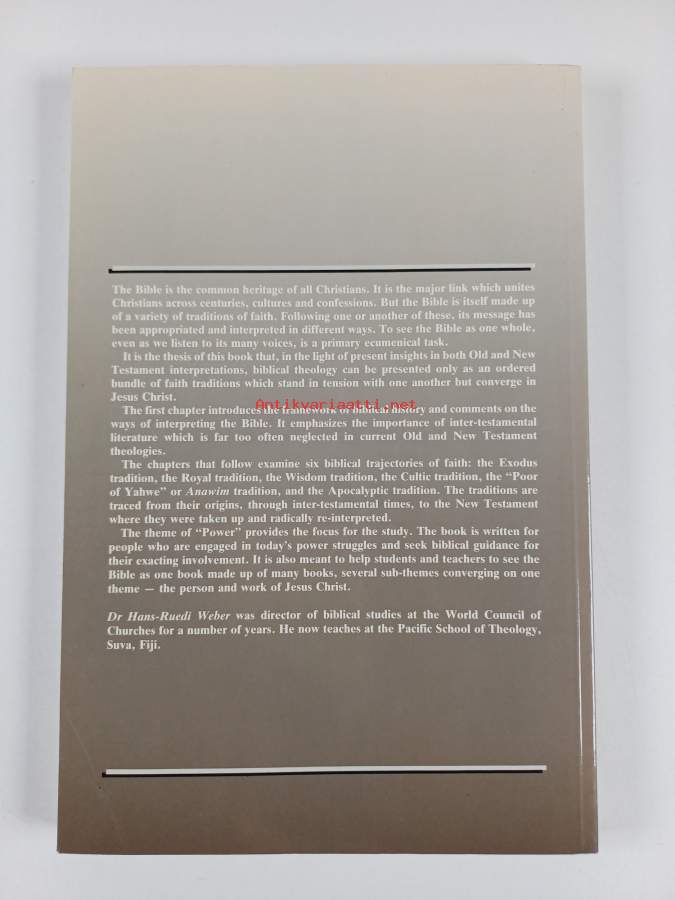 The Bible is the common heritage of all Christians. It is the major link which unites
Christians across centuries, cultures and confessions. But the Bible is itself made up
of a variety of traditions of faith. Following one or another of these, its message has
been appropriated and interpreted in different ways. To see the Bible as one whole,
even as we listen to its many voices, is a primary ecumenical task.
It is the thesis of this book that, in the light of present insights in both Old and New
Testament interpretations, biblical theology can be presented only as an ordered
bundle of faith traditions which stand in tension with one another but converge in
Jesus Christ.
Antikvariaatti.net
The first chapter introduces the framework of biblical history and comments on the
ways of interpreting the Bible. It emphasizes the importance of inter-testamental
literature which is far too often neglected in current Old and New Testament
theologies.
The chapters that follow examine six biblical trajectories of faith: the Exodus
tradition, the Royal tradition, the Wisdom tradition, the Cultic tradition, the “Poor
of Yahwe” or Anawim tradition, and the Apocalyptic tradition. The traditions are
traced from their origins, through inter-testamental times, to the New Testament
where they were taken up and radically re-interpreted.
The theme of “Power” provides the focus for the study. The book is written for
people who are engaged in today's power struggles and seek biblical guidance for
their exacting involvement. It is also meant to help students and teachers to see the
Bible as one book made up of many books, several sub-themes converging on one
theme — the person and work of Jesus Christ.
Dr Hans-Ruedi Weber was director of biblical studies at the World Council of
Churches for a number of years. He now teaches at the Pacific School of Theology,
Suva, Fiji.